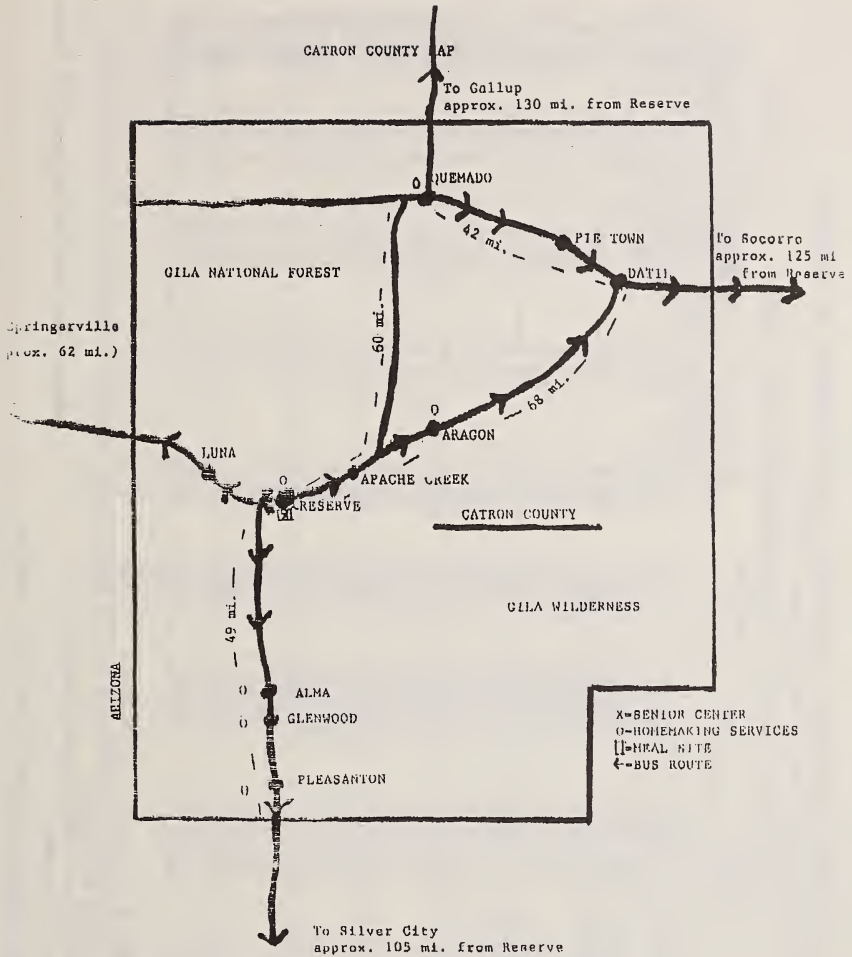 CATRON COUNTY MAP
To Gallup
approx. 130 mi. from Reserve
O QUEMADO
42 mi.
PIE TOWN
To Socorro
approx. 125 mi
from Reserve
DATIL
GILA NATIONAL FOREST
60 mi.
Springerville
prox. 62 mi.)
68 mi.
O
ARAGON
LUNA
APACHE CREEK
O
RESERVE
CATRON COUNTY
GILA WILDERNESS
49 mi.
ARIZONA
O ALMA
O GLENWOOD
X=SENIOR CENTER
O=HOMEMAKING SERVICES
[]=MEAL SITE
←=BUS ROUTE
O PLEASANTON
To Silver City
approx. 105 mi. from Reserve